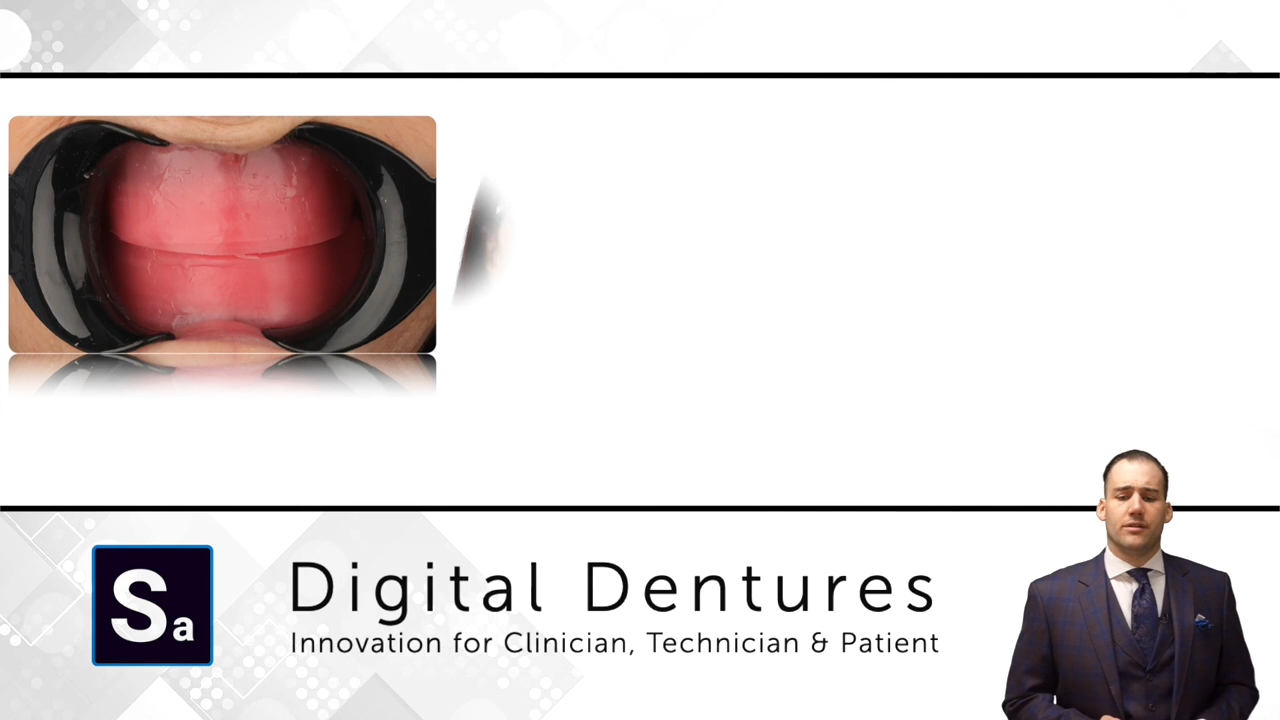 Sa
Digital Dentures
Innovation for Clinician, Technician & Patient